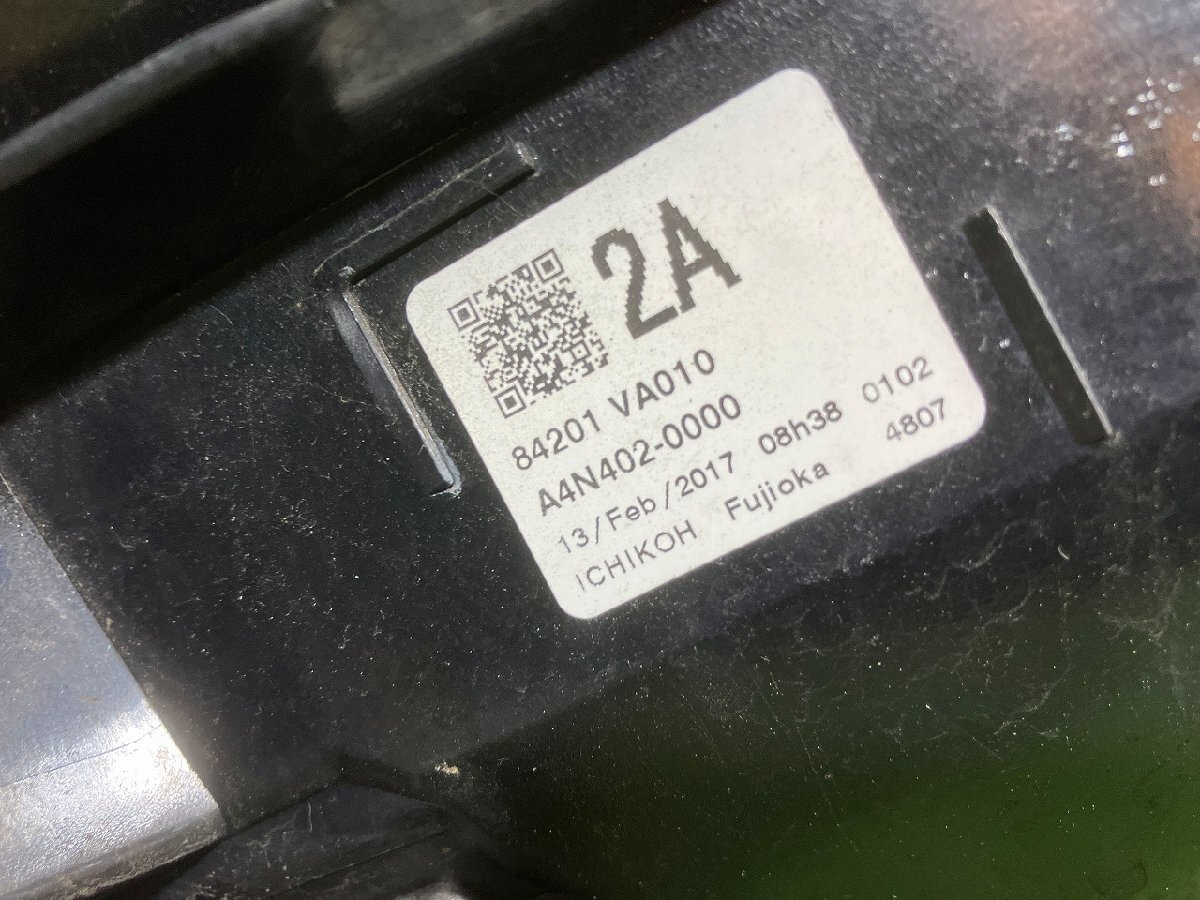 2A
84201 VA010
A4N402-0000
13/Feb/2017 08h38 0102
ICHIKOH Fujioka 4807